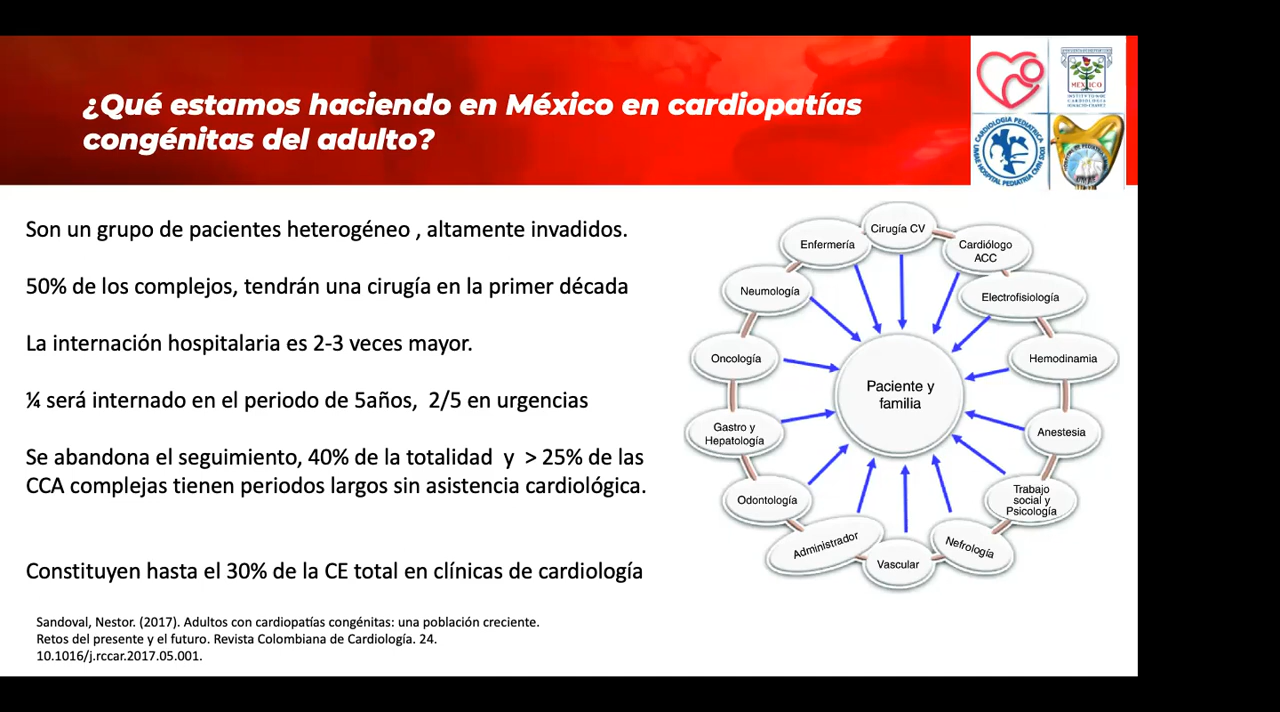 ¿Qué estamos haciendo en México en cardiopatías
congénitas del adulto?
MEXICO
CARDIOLOGIA PEDIATRICA
UMAE HOSPITAL PEDIATRIA CMN SXXI
Son un grupo de pacientes heterogéneo , altamente invadidos.
50% de los complejos, tendrán una cirugía en la primer década
La internación hospitalaria es 2-3 veces mayor.
¼ será internado en el periodo de 5años, 2/5 en urgencias
Se abandona el seguimiento, 40% de la totalidad y > 25% de las
CCA complejas tienen periodos largos sin asistencia cardiológica.
Constituyen hasta el 30% de la CE total en clínicas de cardiología
Sandoval, Nestor. (2017). Adultos con cardiopatías congénitas: una población creciente.
Retos del presente y el futuro. Revista Colombiana de Cardiología. 24.
10.1016/j.rccar.2017.05.001.
Cirugía CV
Cardiólogo
ACC
Electrofisiología
Hemodinamia
Anestesia
Trabajo
social y
Psicología
Nefrología
Vascular
Administrador
Odontología
Gastro y
Hepatología
Oncología
Neumología
Enfermería
Paciente y
familia